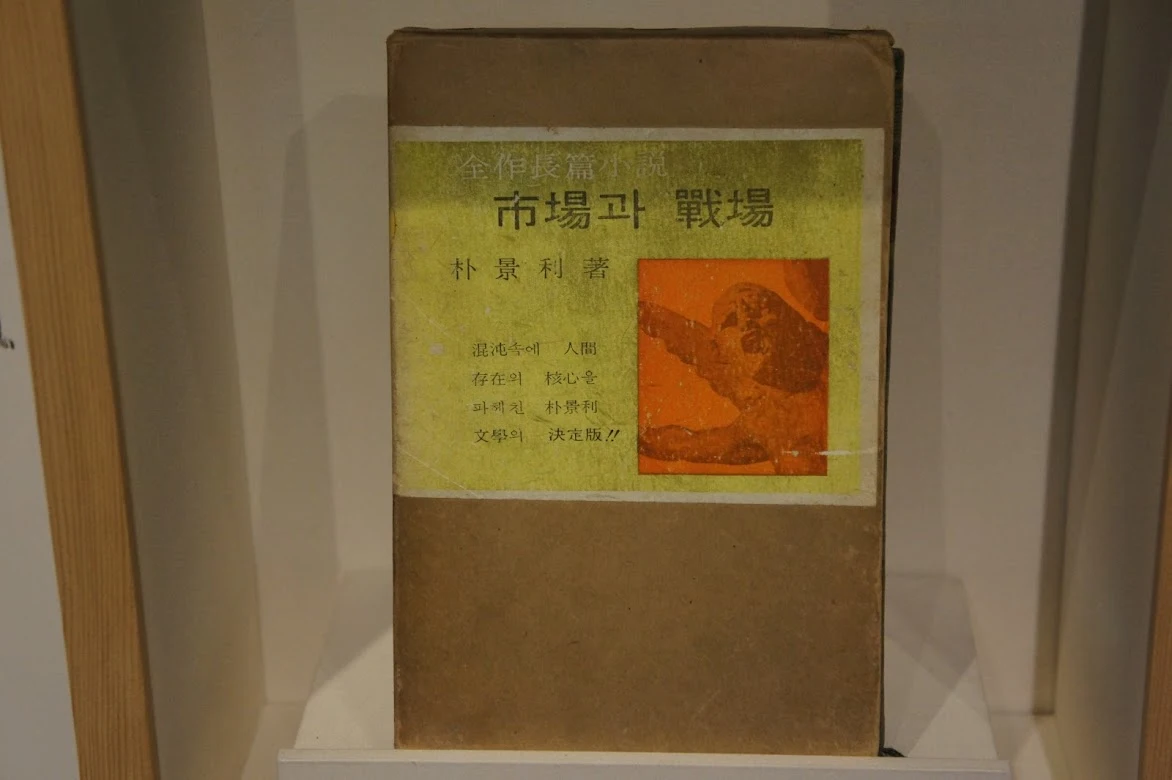 全作長篇小説
市場과 戰場
朴景利著
混沌속에 人間
存在의 核心을
파헤친 朴景利
文學의 決定版!!